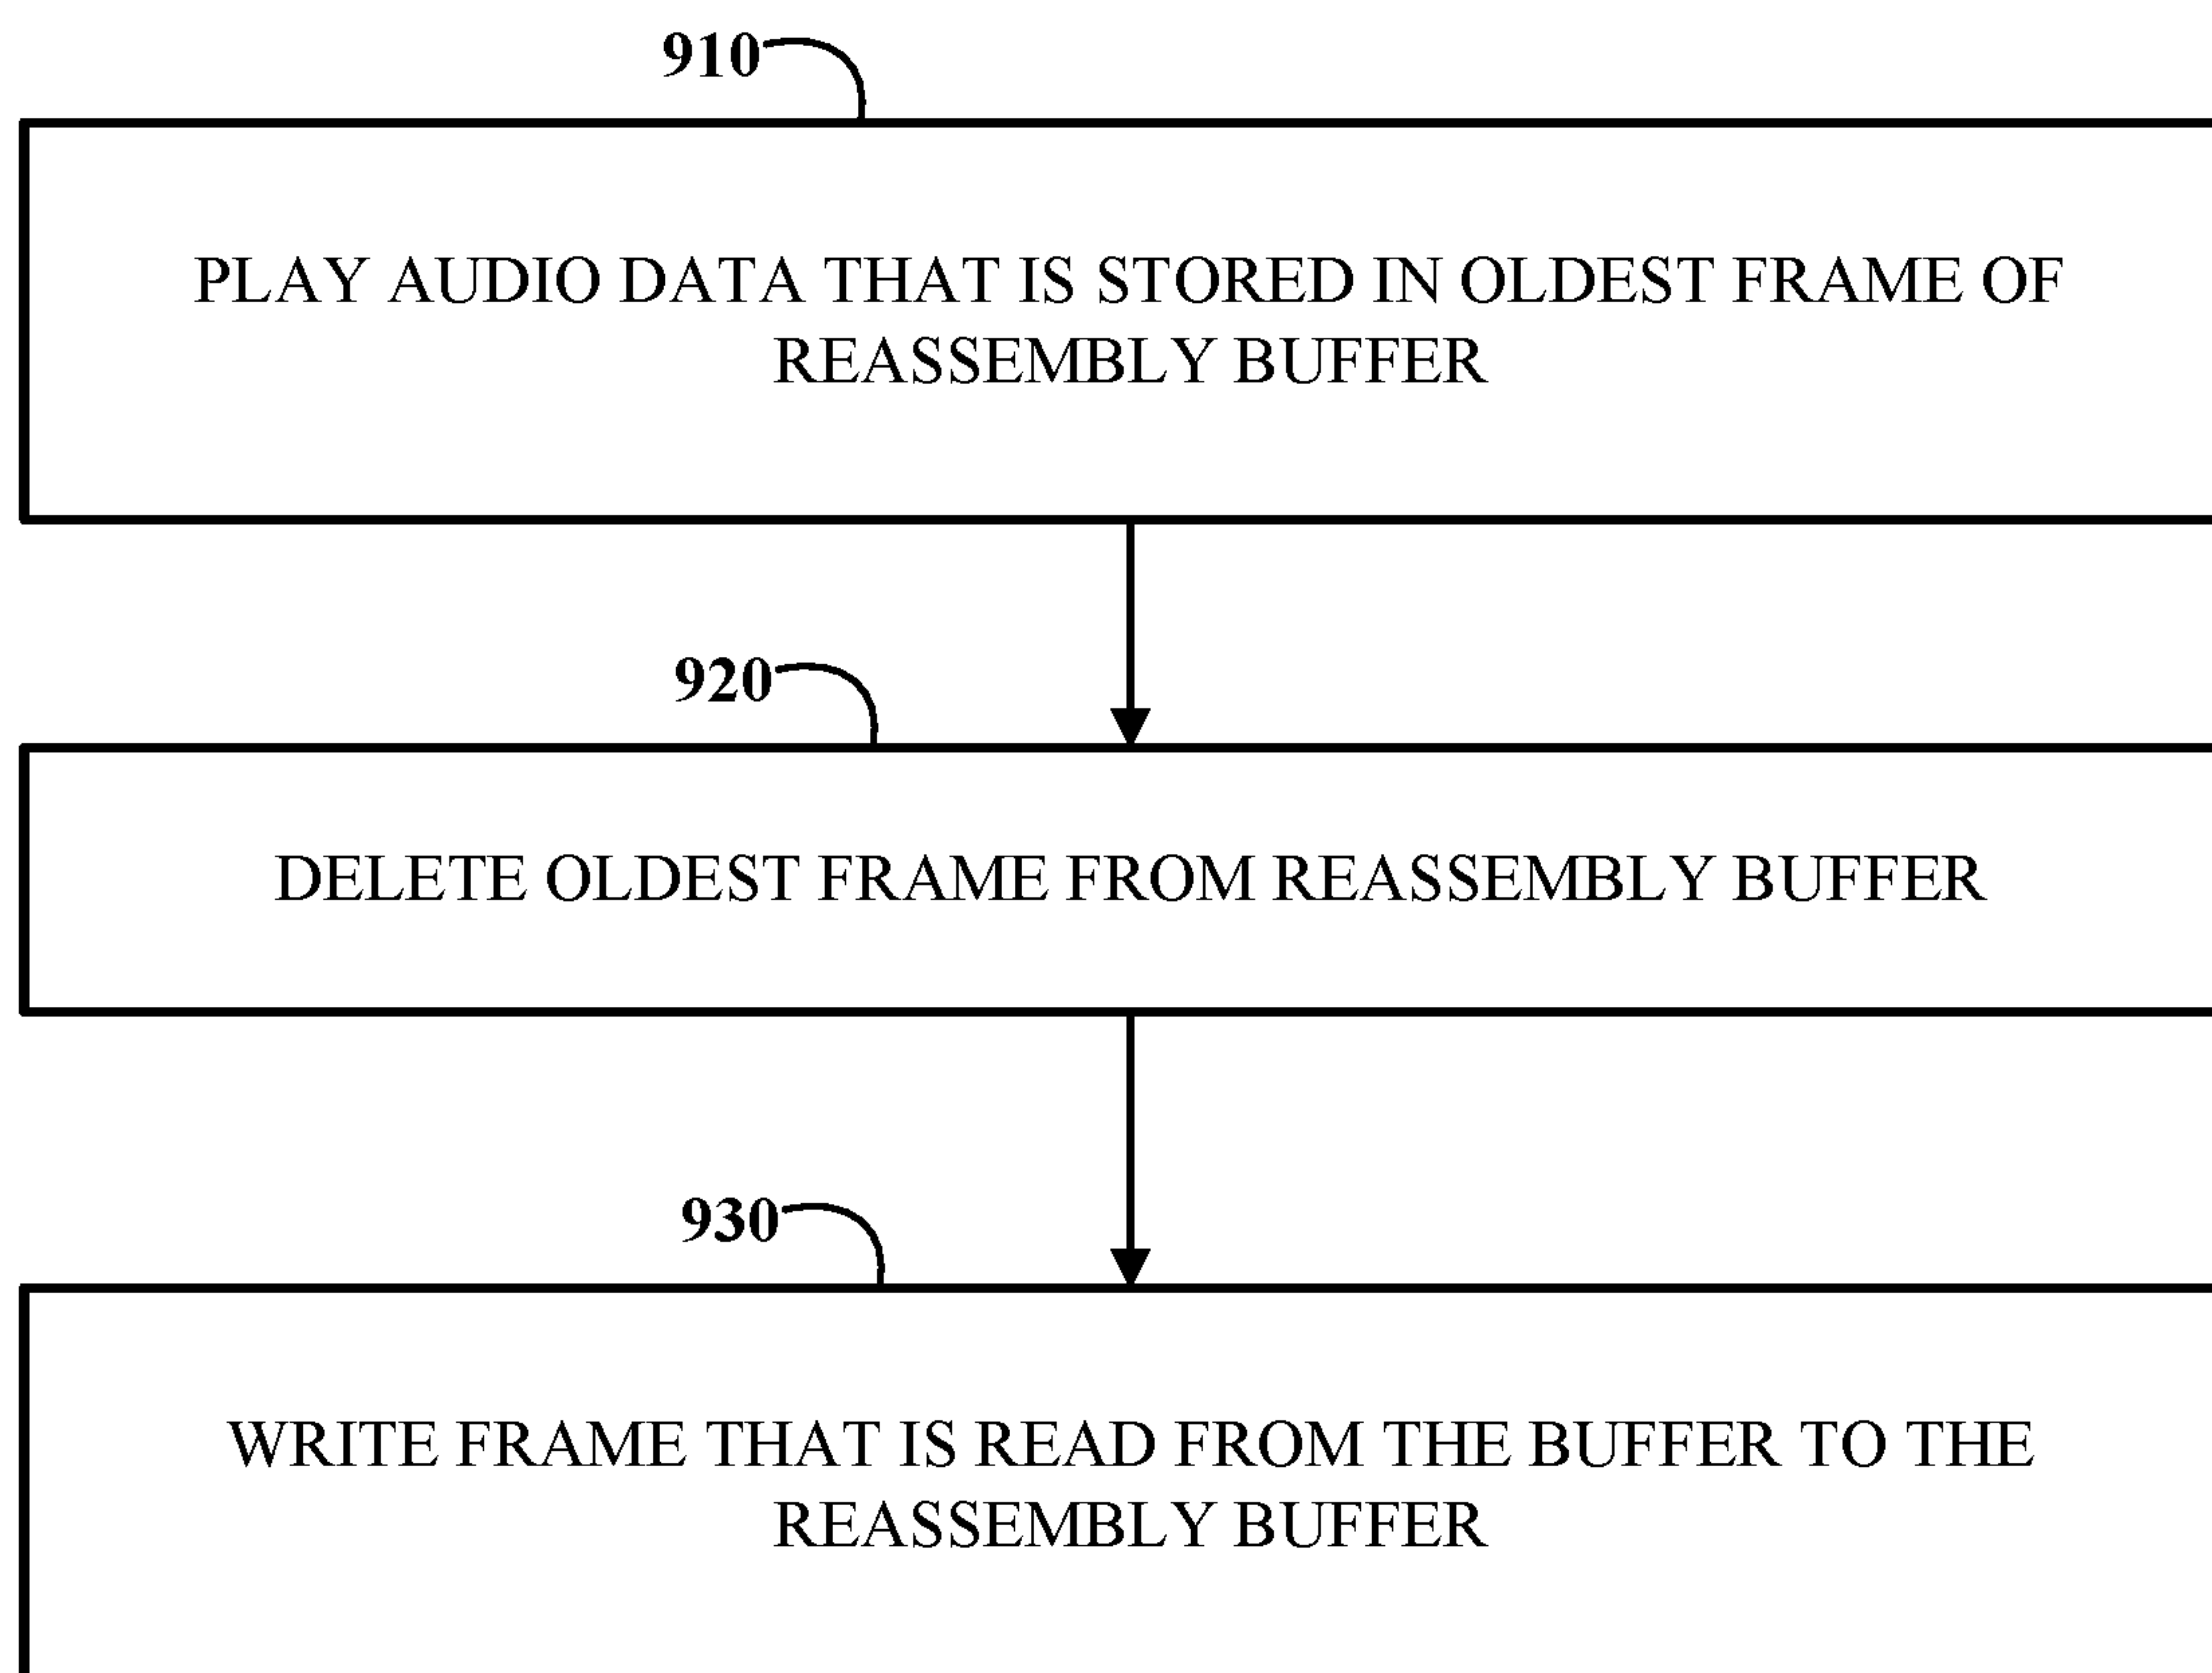 910
PLAY AUDIO DATA THAT IS STORED IN OLDEST FRAME OF
REASSEMBLY BUFFER
920
DELETE OLDEST FRAME FROM REASSEMBLY BUFFER
930
WRITE FRAME THAT IS READ FROM THE BUFFER TO THE
REASSEMBLY BUFFER